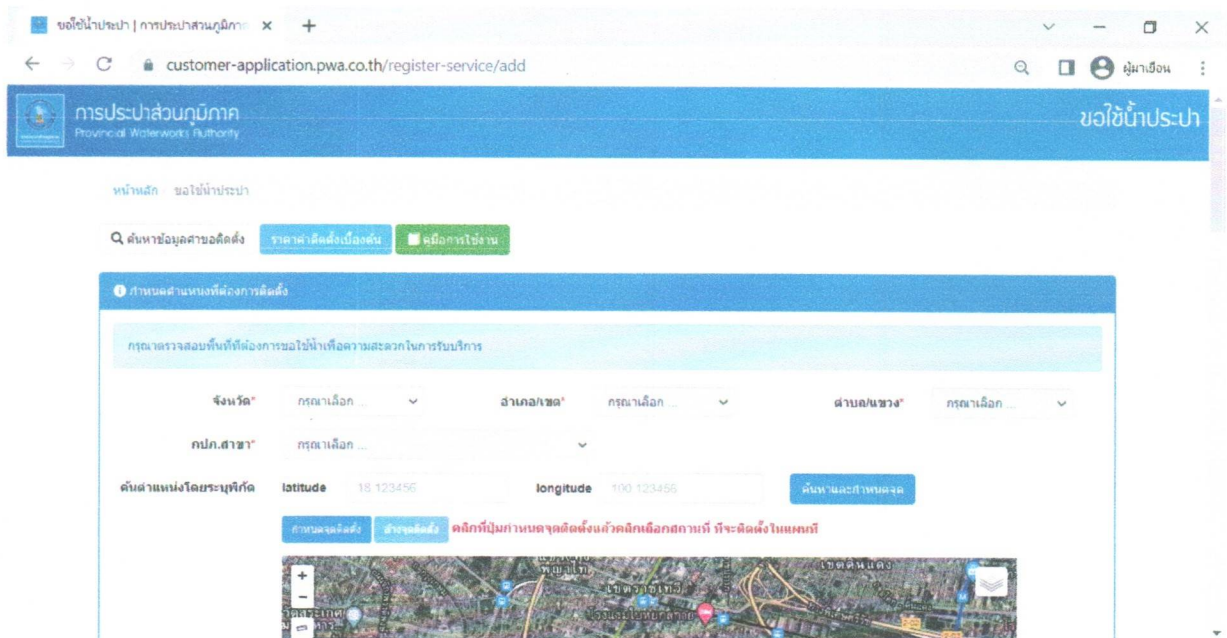 ขอใช้น้ำประปา | การประปาส่วนภูมิภาค
customer-application.pwa.co.th/register-service/add
ผู้มาเยือน
การประปาส่วนภูมิภาค
Provincial Waterworks Authority
ขอใช้น้ำประปา
หน้าหลัก ขอใช้น้ำประปา
ค้นหาข้อมูลคำขอติดตั้ง ราคาค่าติดตั้งเบื้องต้น คู่มือการใช้งาน
กำหนดตำแหน่งที่ต้องการติดตั้ง
กรุณาตรวจสอบพื้นที่ที่ต้องการขอใช้น้ำเพื่อความสะดวกในการรับบริการ
จังหวัด* กรุณาเลือก ... อำเภอ/เขต* กรุณาเลือก ... ตำบล/แขวง* กรุณาเลือก ...
กปภ.สาขา* กรุณาเลือก ...
ค้นตำแหน่งโดยระบุพิกัด latitude 18.123456 longitude 100.123456 ค้นหาและกำหนดจุด
กำหนดจุดติดตั้ง ล้างจุดติดตั้ง คลิกที่ปุ่มกำหนดจุดติดตั้งแล้วคลิกเลือกสถานที่ ที่จะติดตั้งในแผนที่
+
พญาไท
เขตดินแดง
เขตราชเทวี
−
โรงแรมใบหยกสกาย